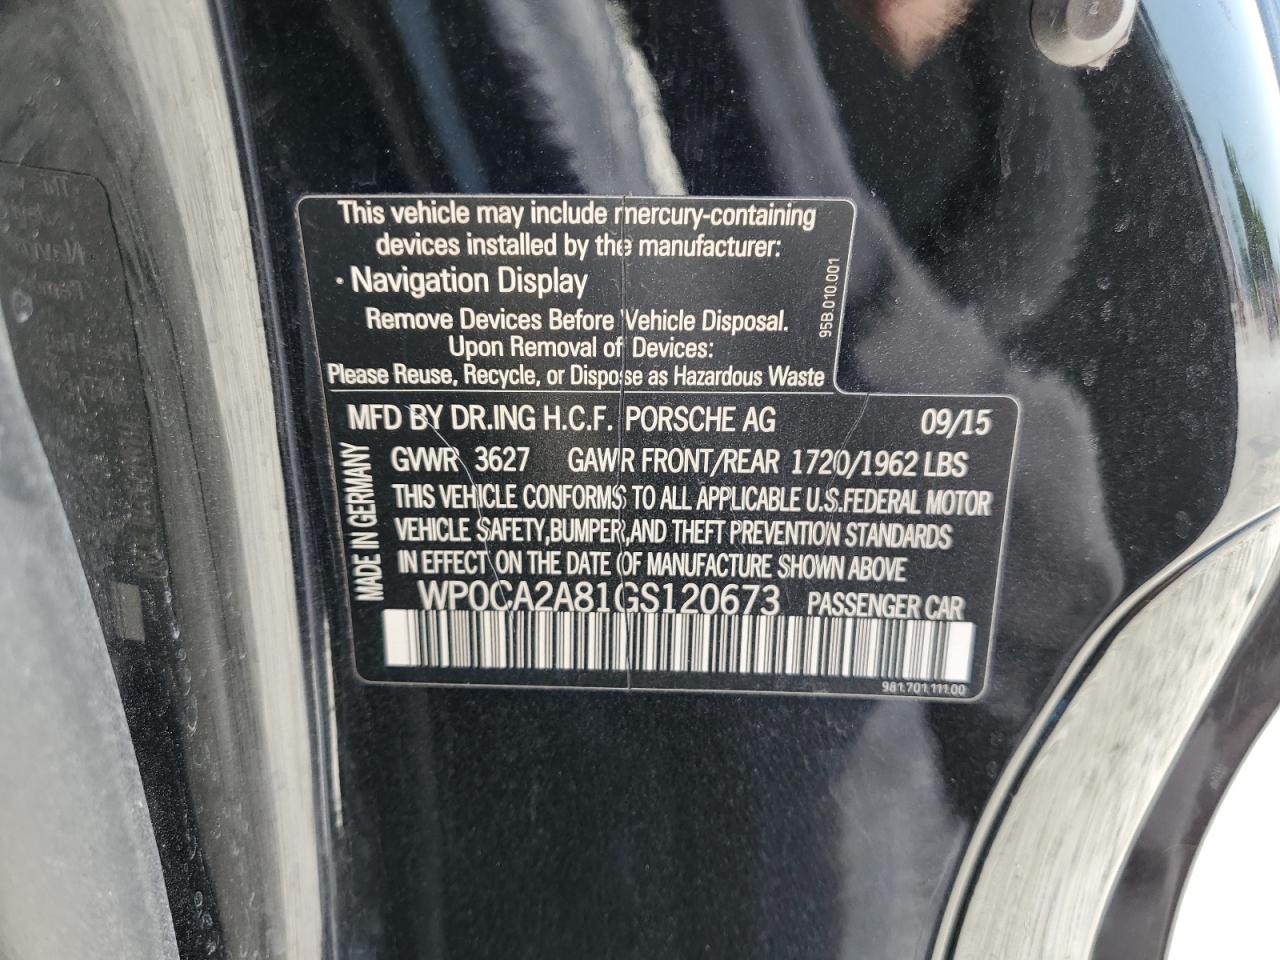 This vehicle may include mercury-containing
devices installed by the manufacturer:
· Navigation Display
Remove Devices Before Vehicle Disposal.
Upon Removal of Devices:
Please Reuse, Recycle, or Dispose as Hazardous Waste
95B.010.001
MFD BY DR.ING H.C.F. PORSCHE AG 09/15
GVWR 3627 GAWR FRONT/REAR 1720/1962 LBS
THIS VEHICLE CONFORMS TO ALL APPLICABLE U.S.FEDERAL MOTOR
VEHICLE SAFETY,BUMPER,AND THEFT PREVENTION STANDARDS
IN EFFECT ON THE DATE OF MANUFACTURE SHOWN ABOVE
MADE IN GERMANY
WP0CA2A81GS120673 PASSENGER CAR
981.701.111.00